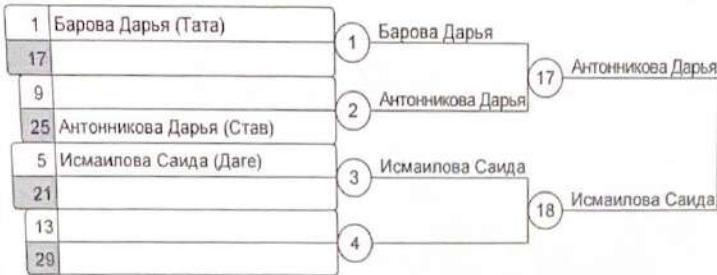 1 Барова Дарья (Тата)
17
1 Барова Дарья
9
25 Антонникова Дарья (Став)
2 Антонникова Дарья
17 Антонникова Дарья
5 Исмаилова Саида (Даге)
21
3 Исмаилова Саида
13
29
4
18 Исмаилова Саида